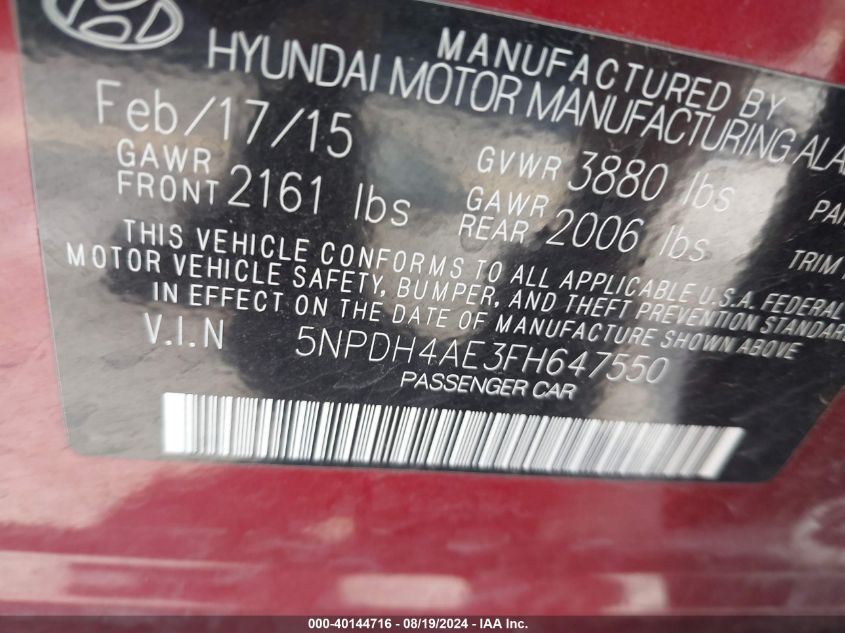 MANUFACTURED BY
HYUNDAI MOTOR MANUFACTURING
Feb/17/15
GVWR 3880 lbs
GAWR FRONT 2161 lbs
GAWR REAR 2006 lbs
TRIM
THIS VEHICLE CONFORMS TO ALL APPLICABLE U.S.A. FEDERAL
MOTOR VEHICLE SAFETY, BUMPER, AND THEFT PREVENTION STANDARD
IN EFFECT ON THE DATE OF MANUFACTURE SHOWN ABOVE
V.I.N 5NPDH4AE3FH647550
PASSENGER CAR
000-40144716 - 08/19/2024 - IAA Inc.